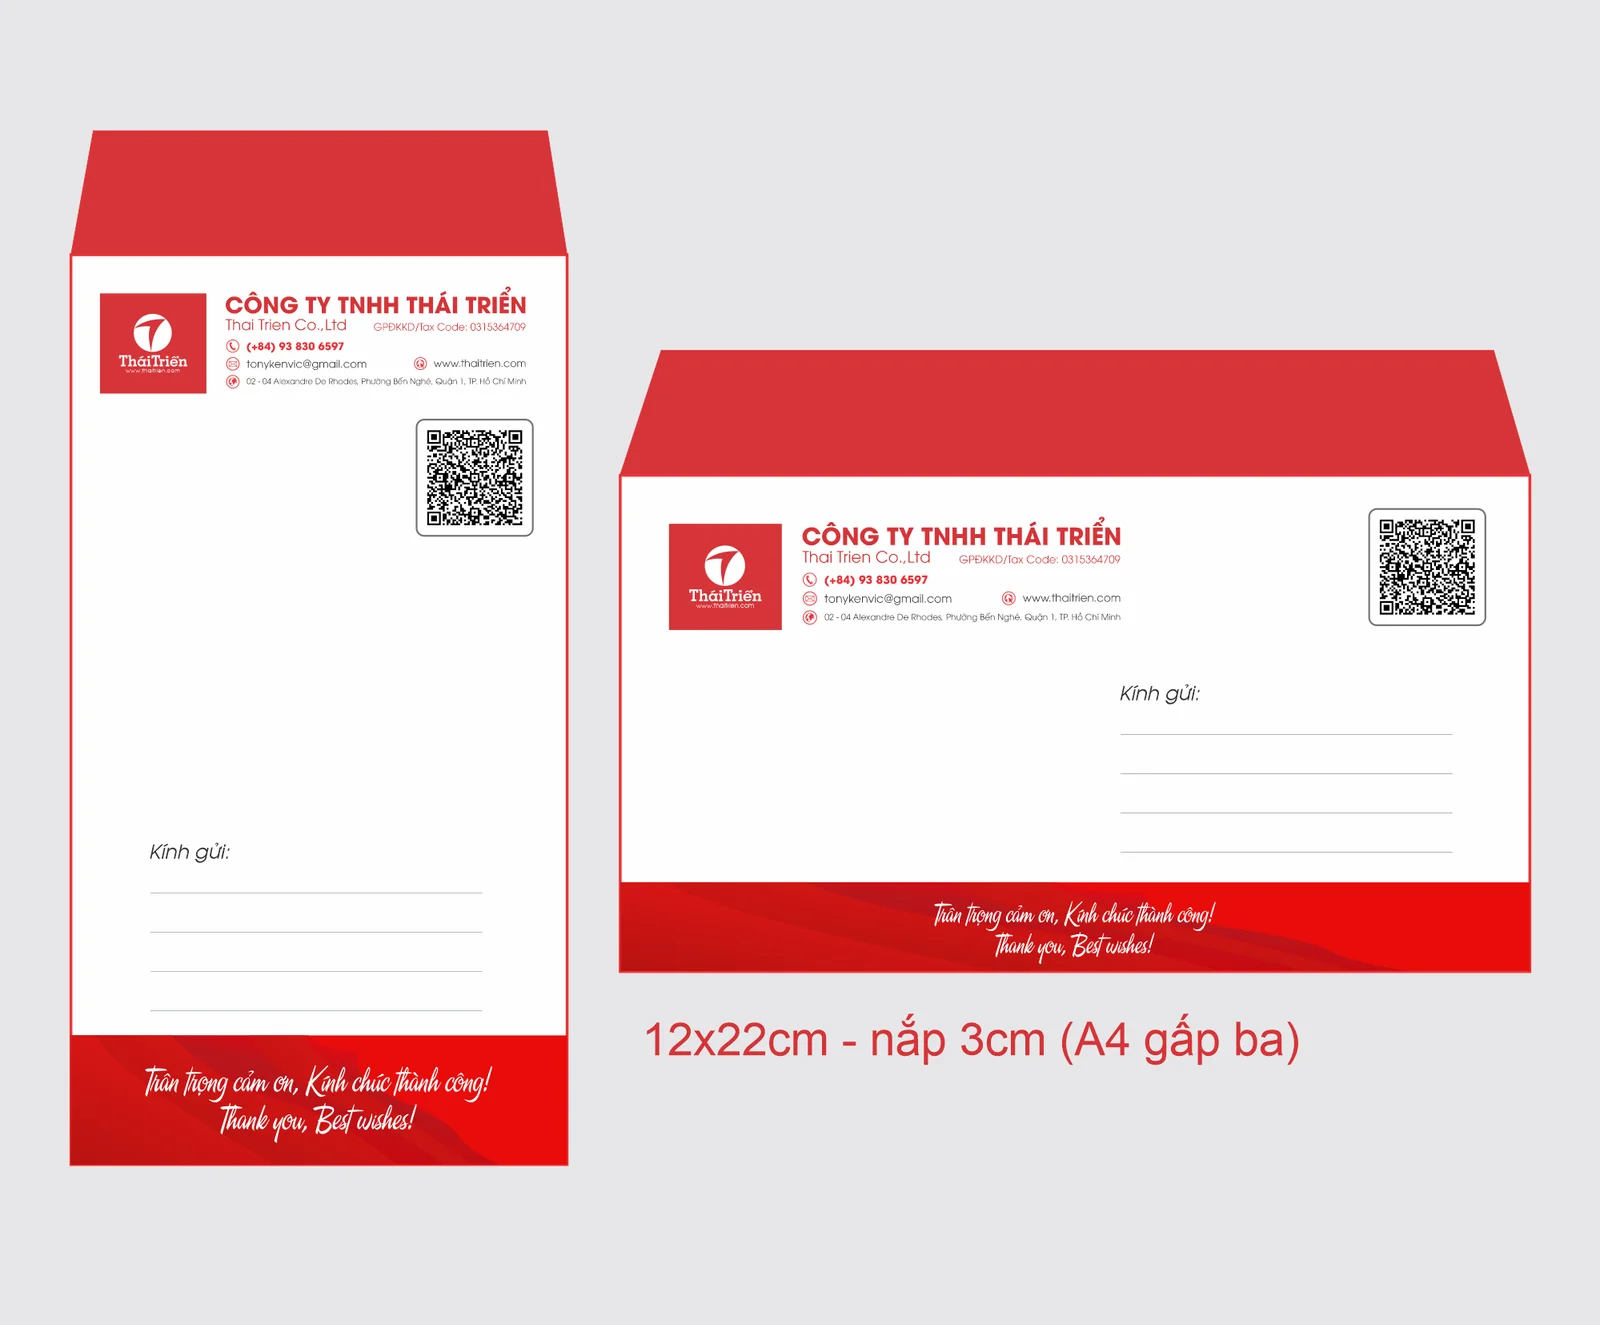 CÔNG TY TNHH THÁI TRIỂN
Thai Trien Co.,Ltd GPĐKKD/Tax Code: 0315364709
(+84) 93 830 6597
tonykenvic@gmail.com www.thaitrien.com
02 - 04 Alexandre De Rhodes, Phường Bến Nghé, Quận 1, TP. Hồ Chí Minh
TháiTriển
www.thaitrien.com
Kính gửi:
Trân trọng cảm ơn, Kính chúc thành công!
Thank you, Best wishes!
CÔNG TY TNHH THÁI TRIỂN
Thai Trien Co.,Ltd GPĐKKD/Tax Code: 0315364709
(+84) 93 830 6597
tonykenvic@gmail.com www.thaitrien.com
02 - 04 Alexandre De Rhodes, Phường Bến Nghé, Quận 1, TP. Hồ Chí Minh
TháiTriển
www.thaitrien.com
Kính gửi:
Trân trọng cảm ơn, Kính chúc thành công!
Thank you, Best wishes!
12x22cm - nắp 3cm (A4 gấp ba)